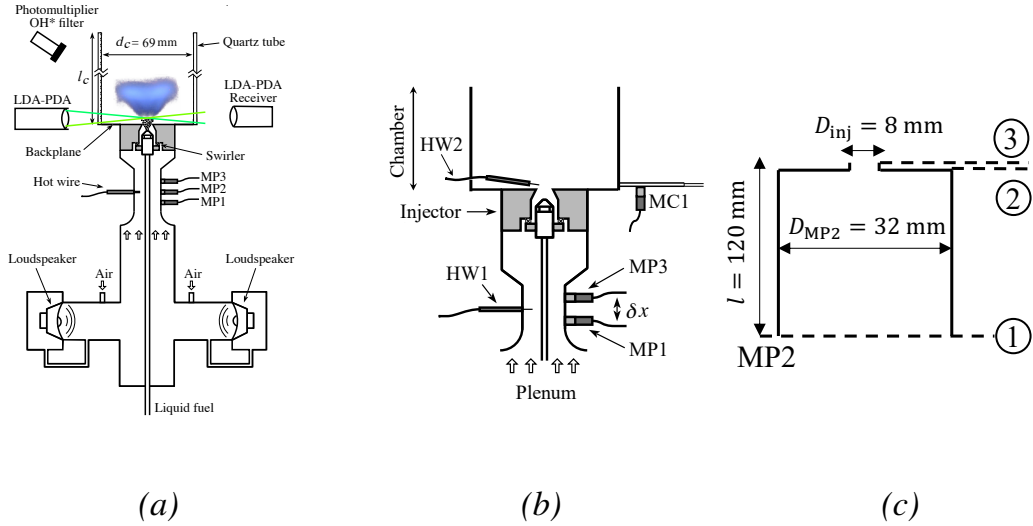 Photomultiplier
OH* filter
d_c = 69 mm
Quartz tube
l_c
LDA-PDA
LDA-PDA
Receiver
Backplane
Swirler
Hot wire
MP3
MP2
MP1
Loudspeaker
Air
Air
Loudspeaker
Liquid fuel
(a)
Chamber
HW2
Injector
MC1
HW1
MP3
δx
MP1
Plenum
(b)
D_inj = 8 mm
3
2
l = 120 mm
D_MP2 = 32 mm
1
MP2
(c)